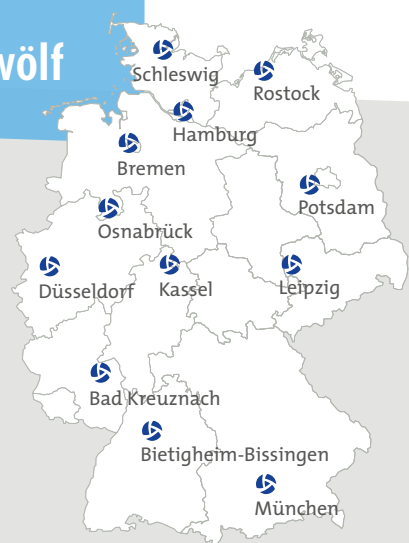 wölf
Schleswig
Rostock
Hamburg
Bremen
Potsdam
Osnabrück
Düsseldorf
Kassel
Leipzig
Bad Kreuznach
Bietigheim-Bissingen
München